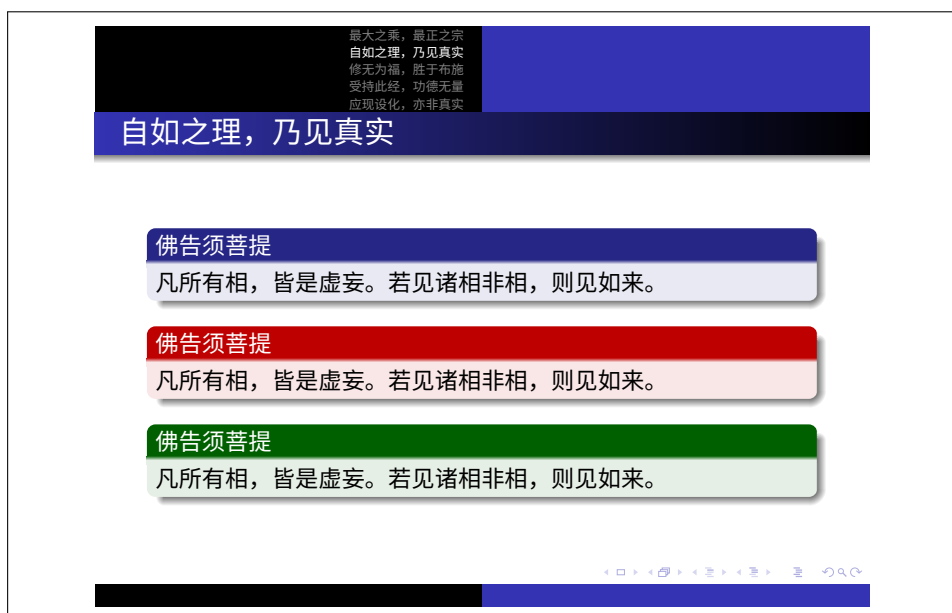 最大之乘，最正之宗
自如之理，乃见真实
修无为福，胜于布施
受持此经，功德无量
应现设化，亦非真实
自如之理，乃见真实
佛告须菩提
凡所有相，皆是虚妄。若见诸相非相，则见如来。
佛告须菩提
凡所有相，皆是虚妄。若见诸相非相，则见如来。
佛告须菩提
凡所有相，皆是虚妄。若见诸相非相，则见如来。